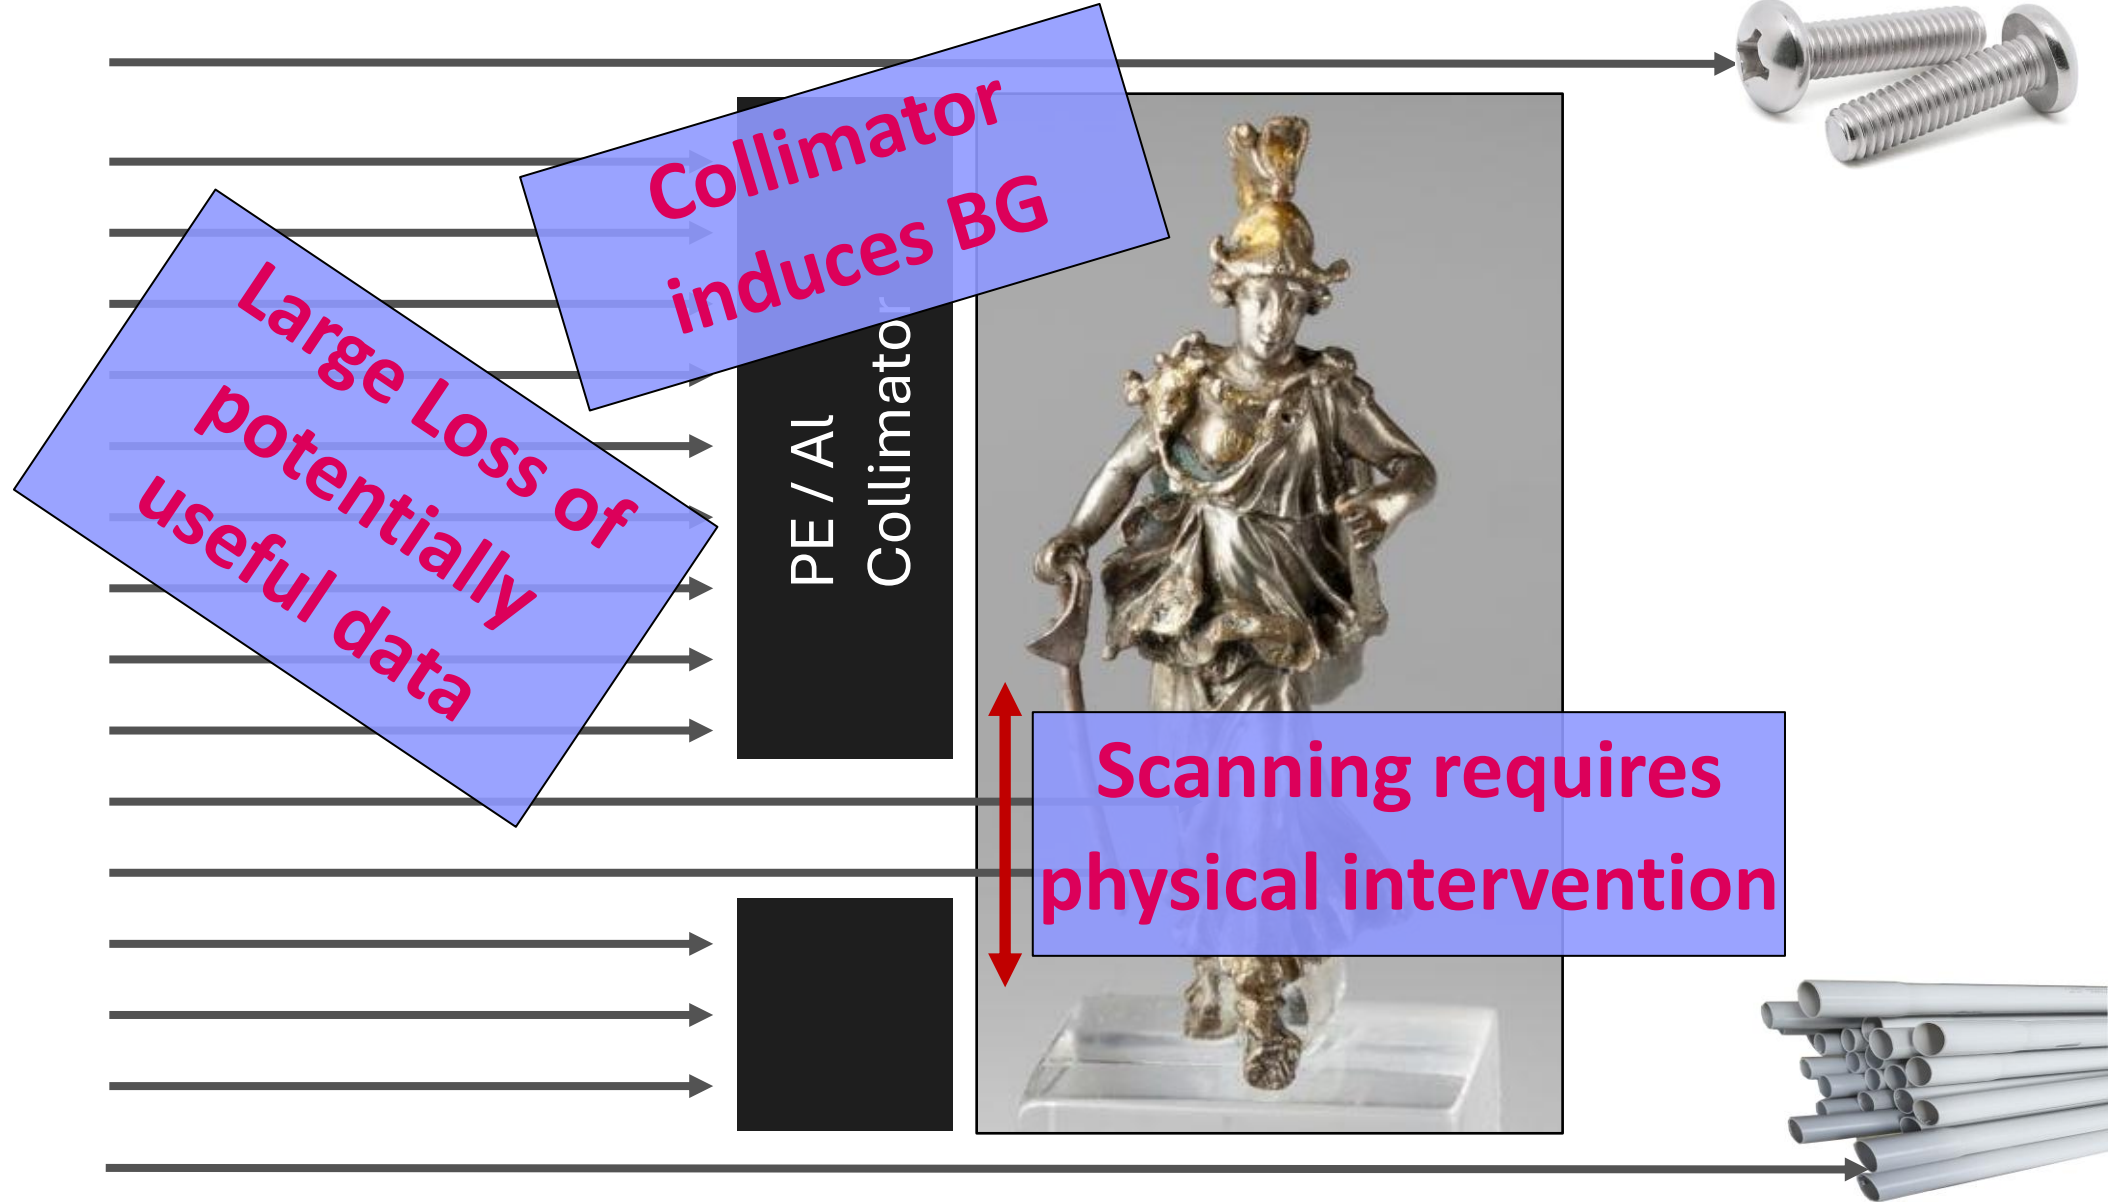 Collimator
induces BG
Large Loss of
potentially
useful data
PE / Al
Collimator
Scanning requires
physical intervention